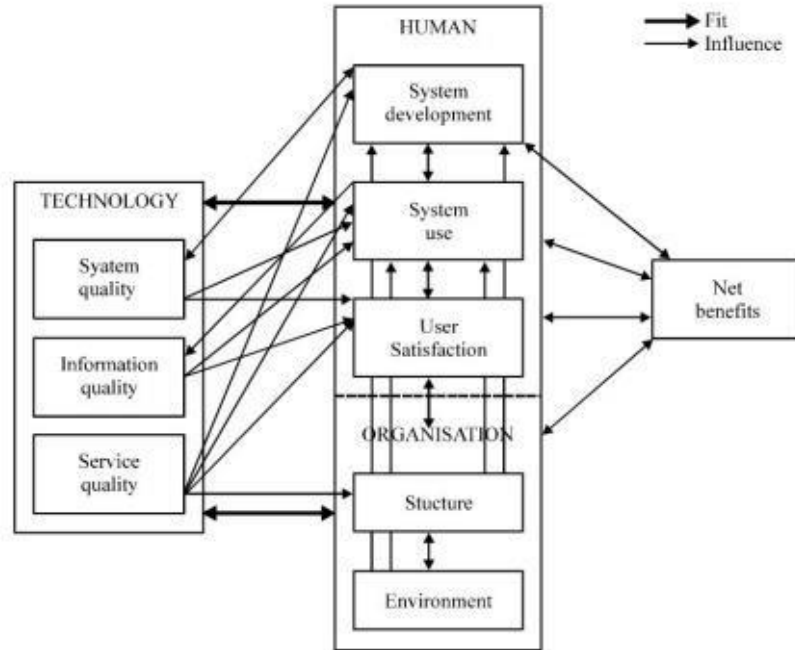 HUMAN
Fit
Influence
System
development
TECHNOLOGY
System
use
Syatem
quality
Net
benefits
User
Satisfaction
Information
quality
ORGANISATION
Service
quality
Stucture
Environment